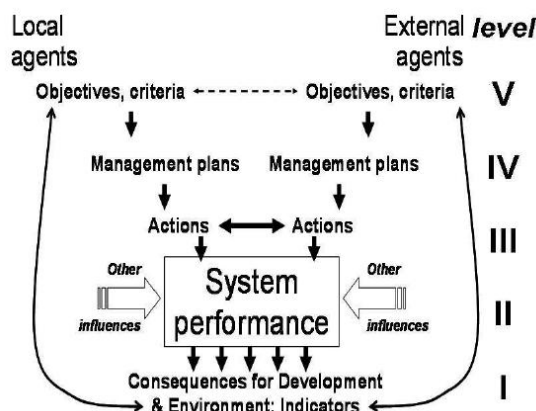 Local agents
External agents
level
Objectives, criteria
Objectives, criteria
V
Management plans
Management plans
IV
Actions
Actions
III
Other influences
System performance
Other influences
II
Consequences for Development
& Environment: Indicators
I